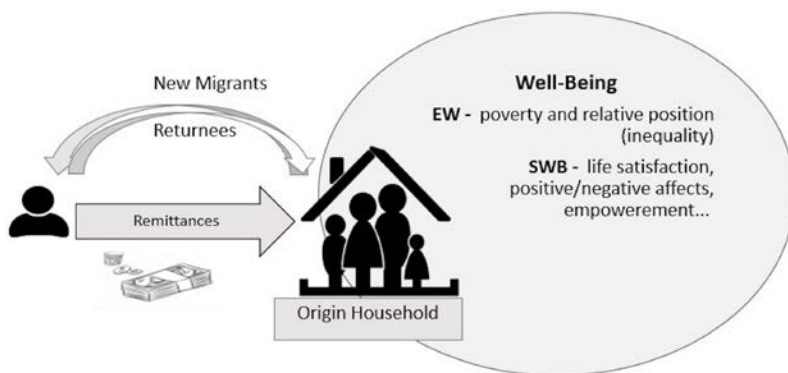 New Migrants
Returnees
Remittances
Origin Household
Well-Being
EW - poverty and relative position
(inequality)
SWB - life satisfaction,
positive/negative affects,
empowerement...